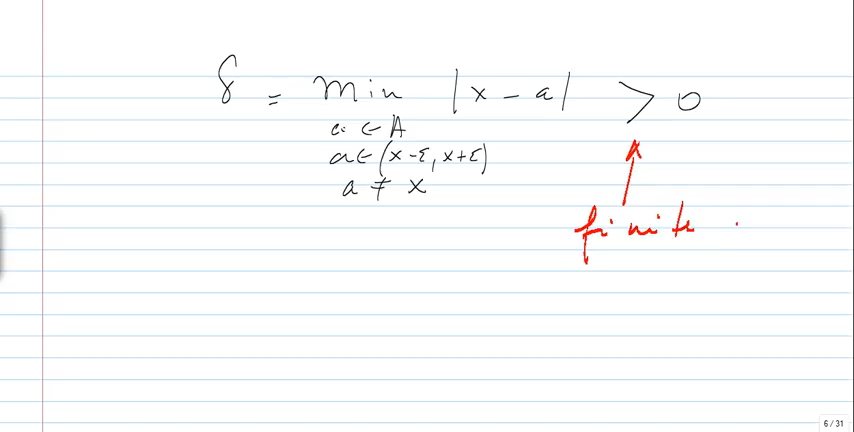 δ = min |x - a| > 0
a ∈ A
a ∈ (x-ε, x+ε)
a ≠ x
finite .
6 / 31